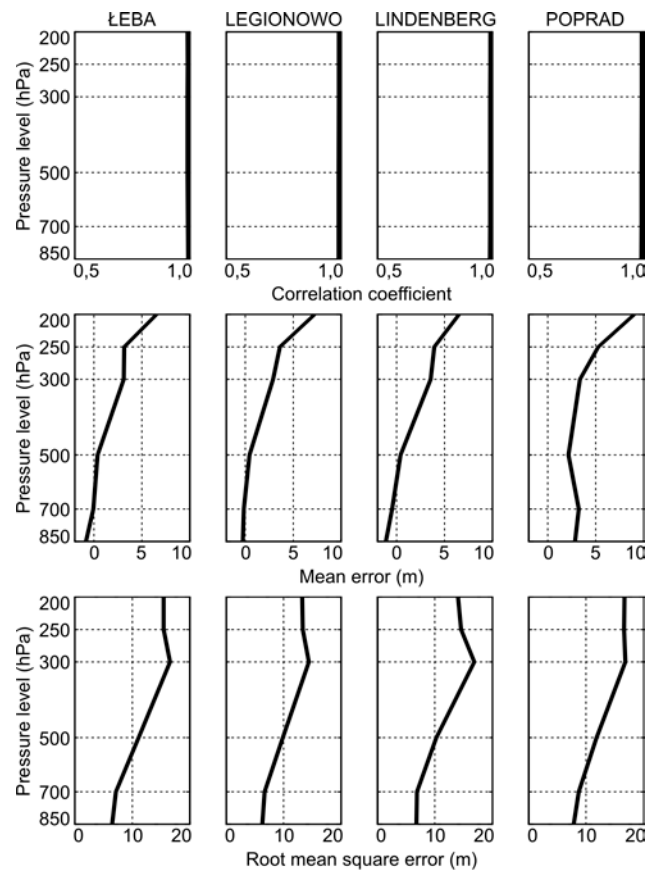 ŁEBA LEGIONOWO LINDENBERG POPRAD
Pressure level (hPa)
200
250
300
500
700
850
0,5 1,0 0,5 1,0 0,5 1,0 0,5 1,0
Correlation coefficient
Pressure level (hPa)
200
250
300
500
700
850
0 5 10 0 5 10 0 5 10 0 5 10
Mean error (m)
Pressure level (hPa)
200
250
300
500
700
850
0 10 20 0 10 20 0 10 20 0 10 20
Root mean square error (m)